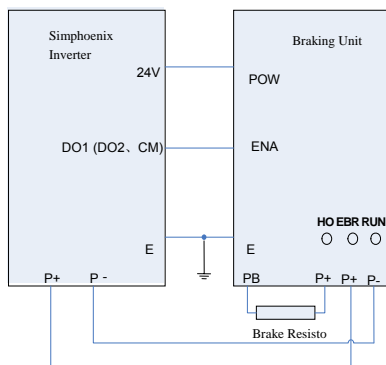 Simphoenix
Inverter
Braking Unit
24V
POW
DO1 (DO2、CM)
ENA
HO EBR RUN
E
E
P+
P -
PB
P+
P+
P-
Brake Resisto